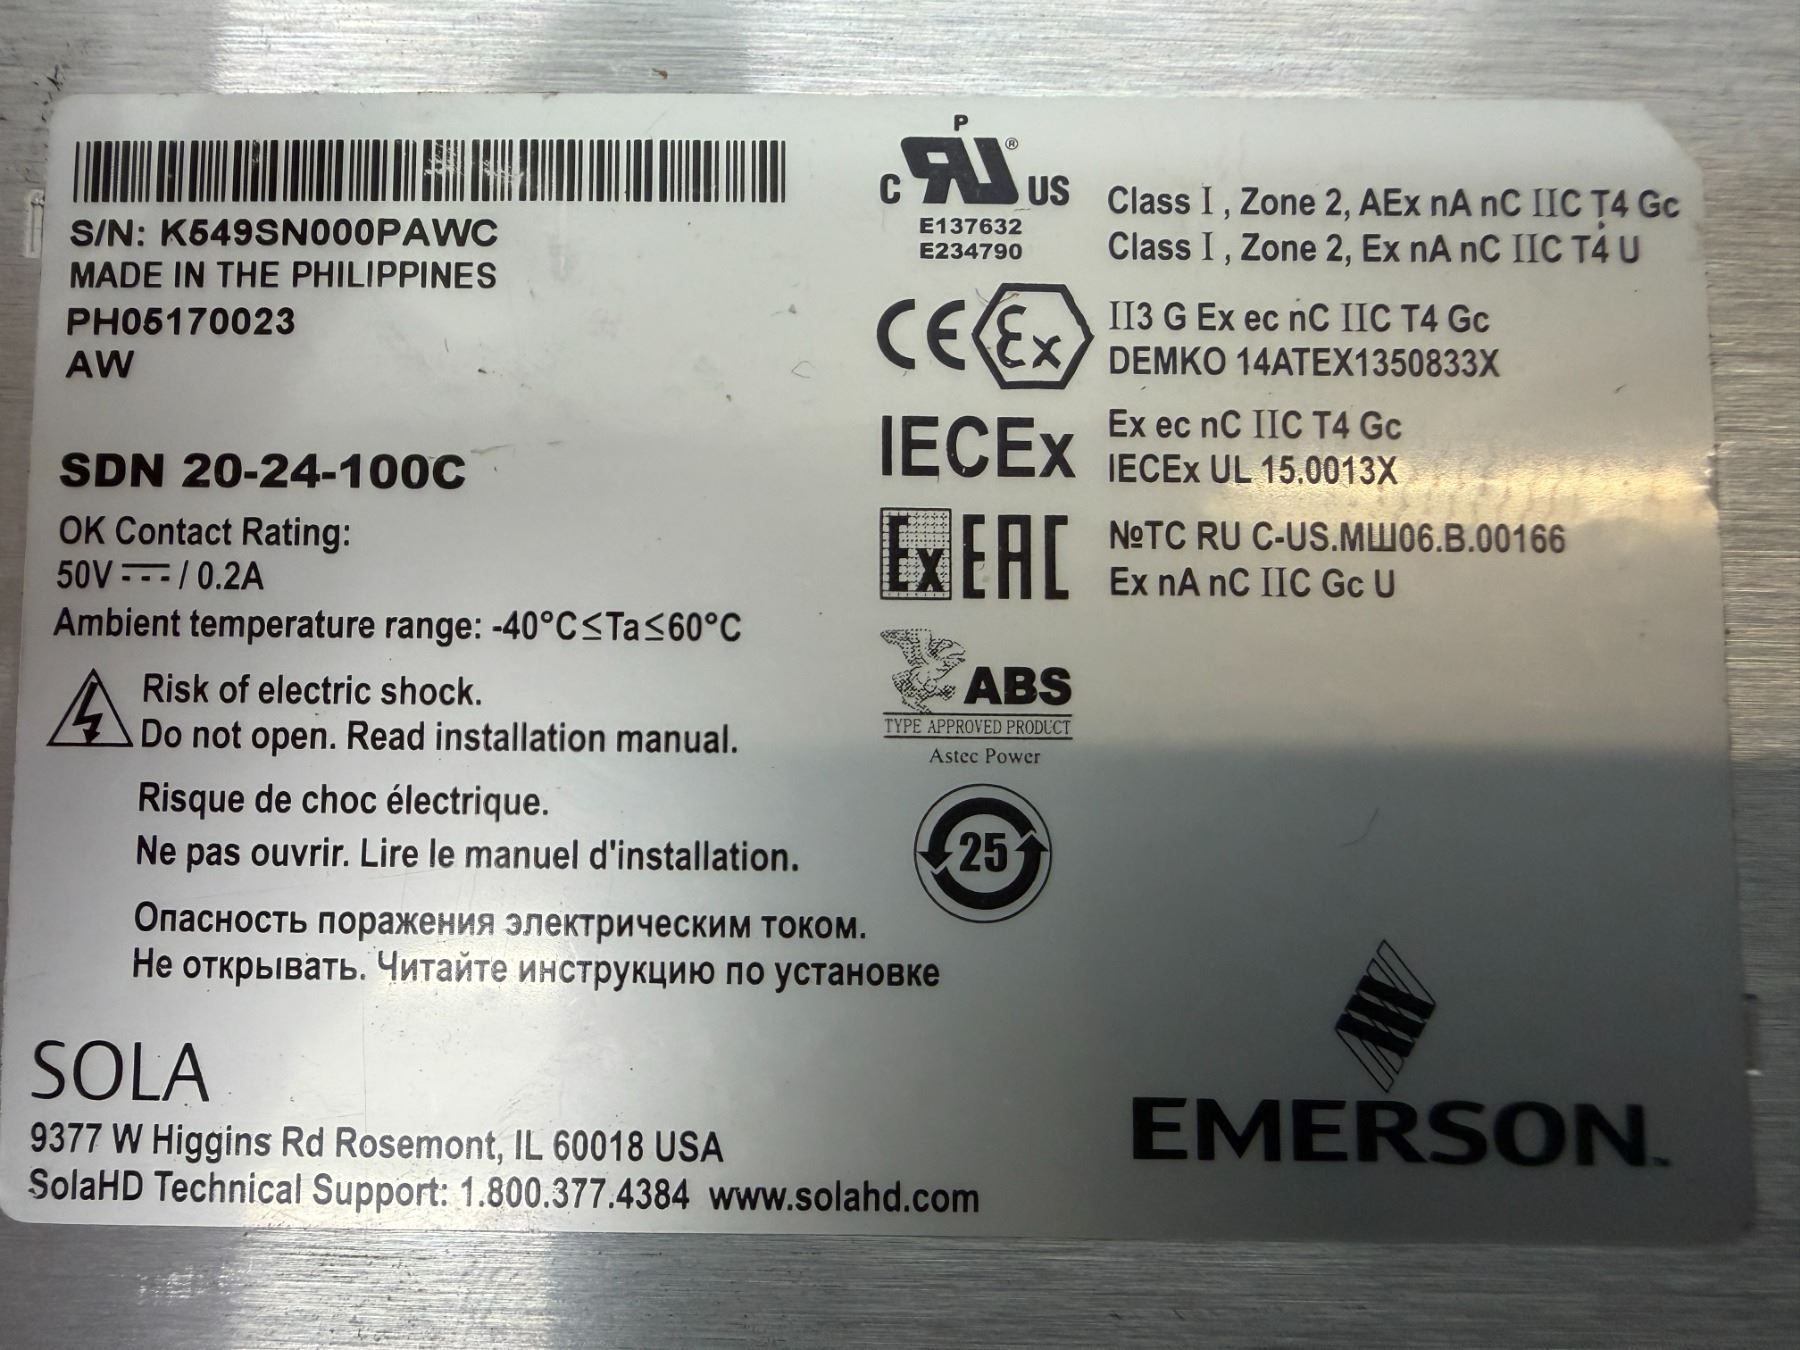 S/N: K549SN000PAWC
MADE IN THE PHILIPPINES
PH05170023
AW
SDN 20-24-100C
OK Contact Rating:
50V ⎓ / 0.2A
Ambient temperature range: -40°C≤Ta≤60°C
Risk of electric shock.
Do not open. Read installation manual.
Risque de choc électrique.
Ne pas ouvrir. Lire le manuel d'installation.
Опасность поражения электрическим током.
Не открывать. Читайте инструкцию по установке
SOLA
9377 W Higgins Rd Rosemont, IL 60018 USA
SolaHD Technical Support: 1.800.377.4384 www.solahd.com
P
C RU® US
E137632
E234790
Class I , Zone 2, AEx nA nC IIC T4 Gc
Class I , Zone 2, Ex nA nC IIC T4 U
CE Ex
II3 G Ex ec nC IIC T4 Gc
DEMKO 14ATEX1350833X
IECEx
Ex ec nC IIC T4 Gc
IECEx UL 15.0013X
Ex EAC
№TC RU C-US.МШ06.B.00166
Ex nA nC IIC Gc U
ABS
TYPE APPROVED PRODUCT
Astec Power
25
EMERSON™